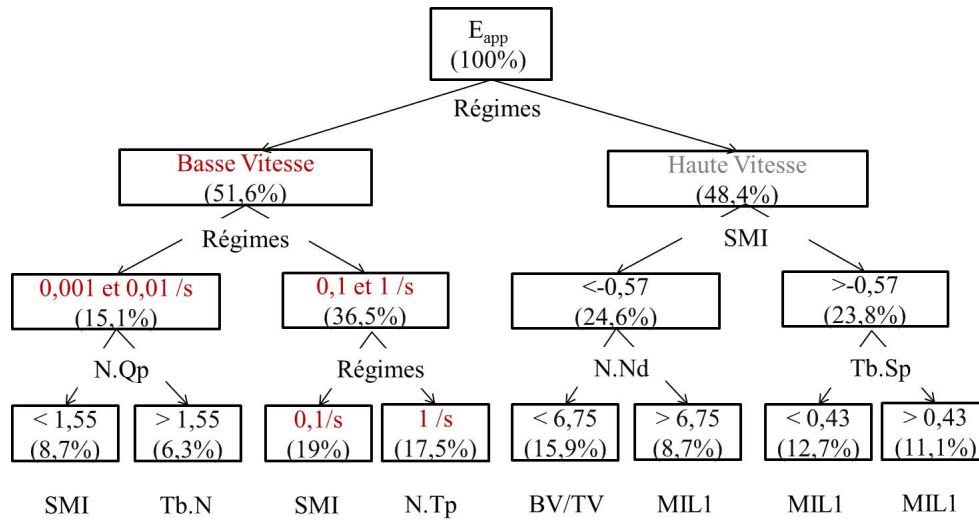 E_app
(100%)
Régimes
Basse Vitesse
(51,6%)
Haute Vitesse
(48,4%)
Régimes
SMI
0,001 et 0,01 /s
(15,1%)
0,1 et 1 /s
(36,5%)
<-0,57
(24,6%)
>-0,57
(23,8%)
N.Qp
Régimes
N.Nd
Tb.Sp
< 1,55
(8,7%)
> 1,55
(6,3%)
0,1/s
(19%)
1 /s
(17,5%)
< 6,75
(15,9%)
> 6,75
(8,7%)
< 0,43
(12,7%)
> 0,43
(11,1%)
SMI
Tb.N
SMI
N.Tp
BV/TV
MIL1
MIL1
MIL1